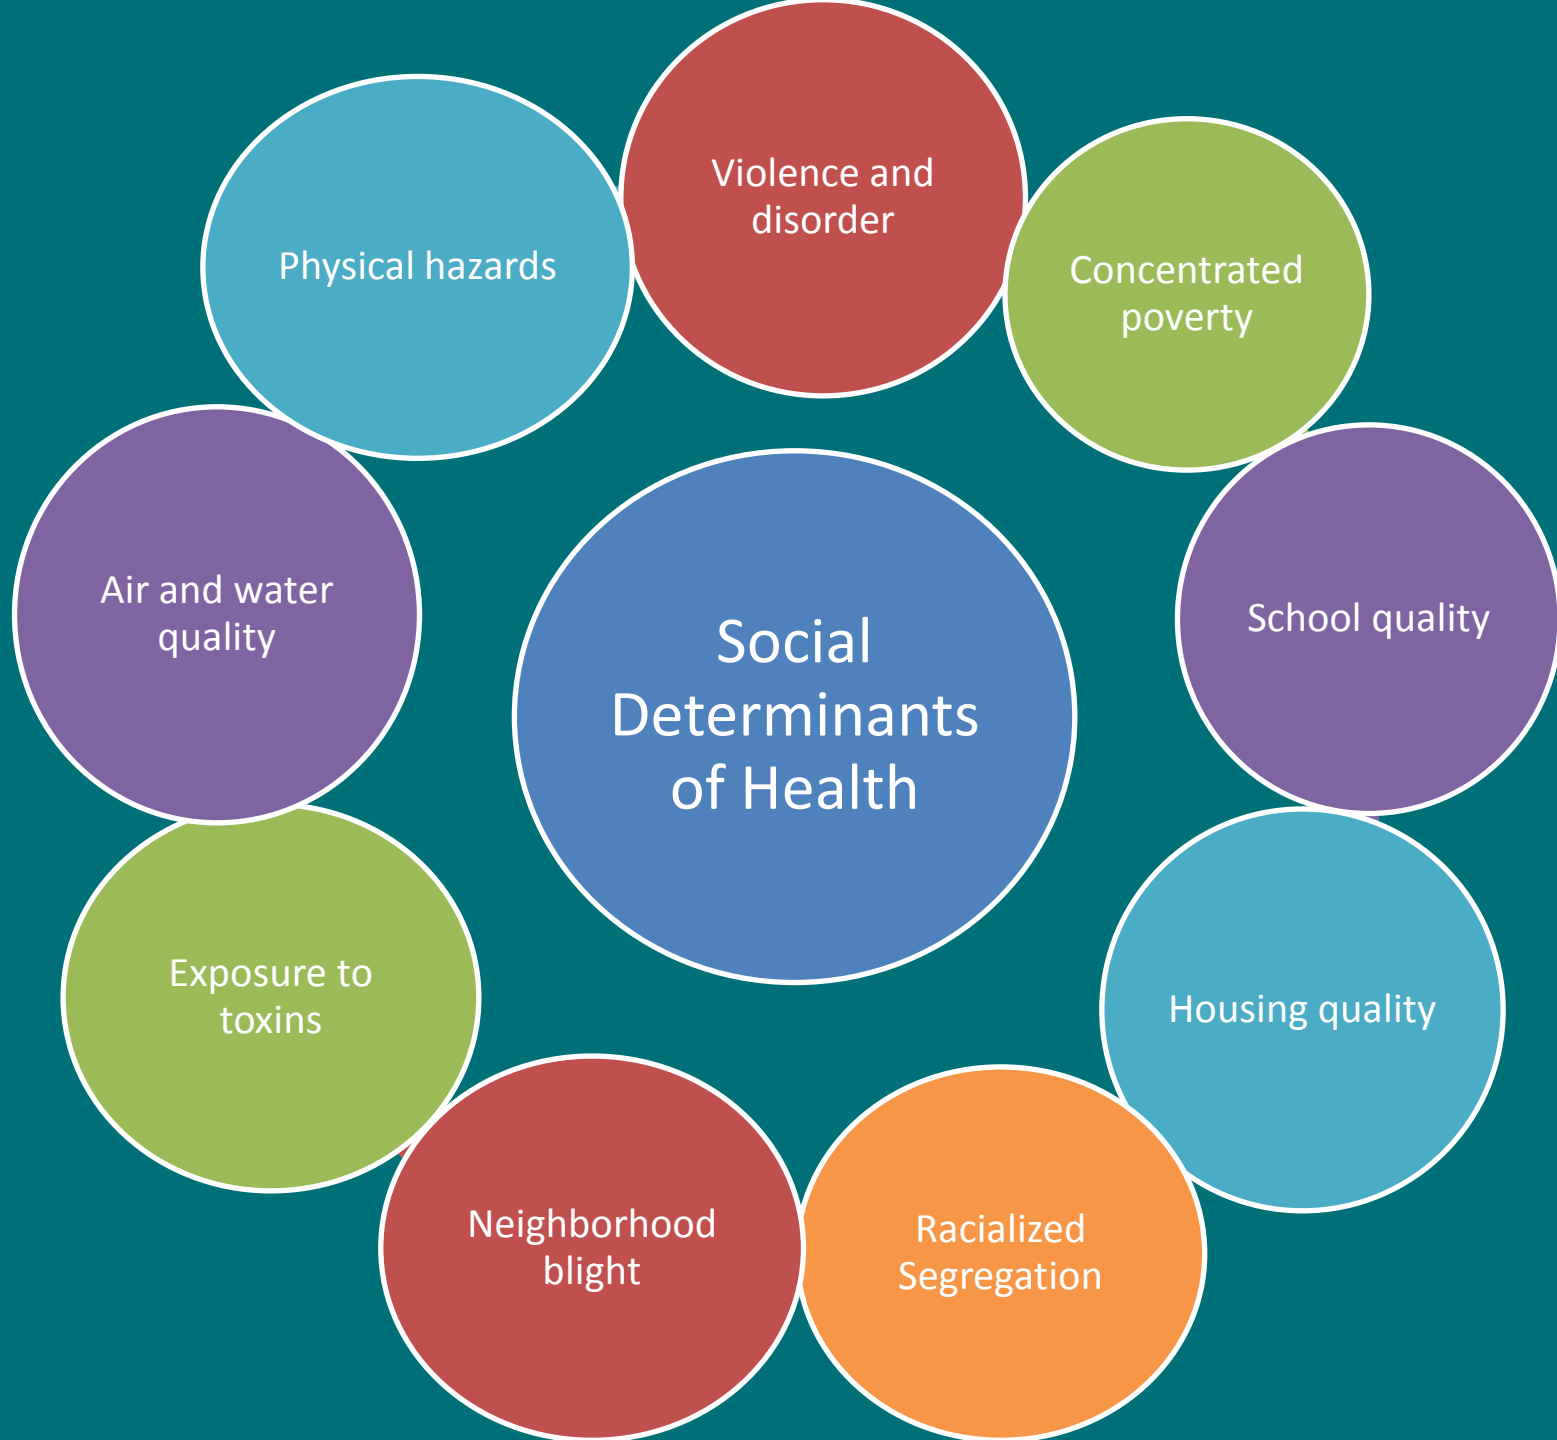 Violence and
disorder
Concentrated
poverty
School quality
Housing quality
Racialized
Segregation
Neighborhood
blight
Exposure to
toxins
Air and water
quality
Physical hazards
Social
Determinants
of Health